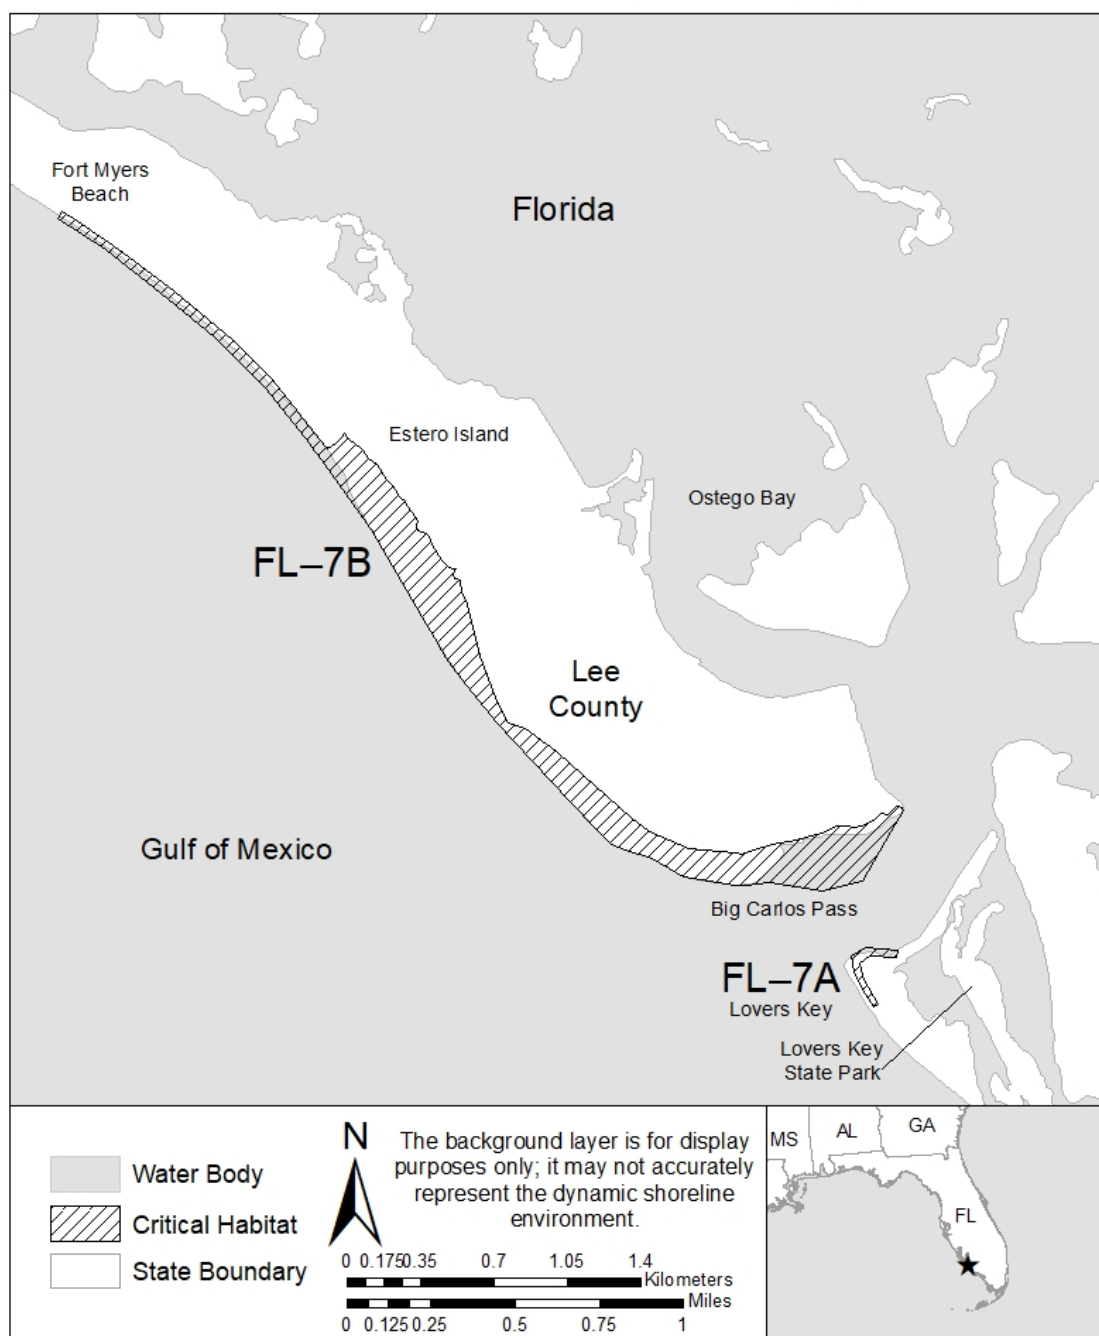 Fort Myers
Beach
Florida
Estero Island
Ostego Bay
FL–7B
Lee
County
Gulf of Mexico
Big Carlos Pass
FL–7A
Lovers Key
Lovers Key
State Park
Water Body
Critical Habitat
State Boundary
N
The background layer is for display
purposes only; it may not accurately
represent the dynamic shoreline
environment.
0 0.175 0.35 0.7 1.05 1.4
Kilometers
Miles
0 0.125 0.25 0.5 0.75 1
MS AL GA
FL